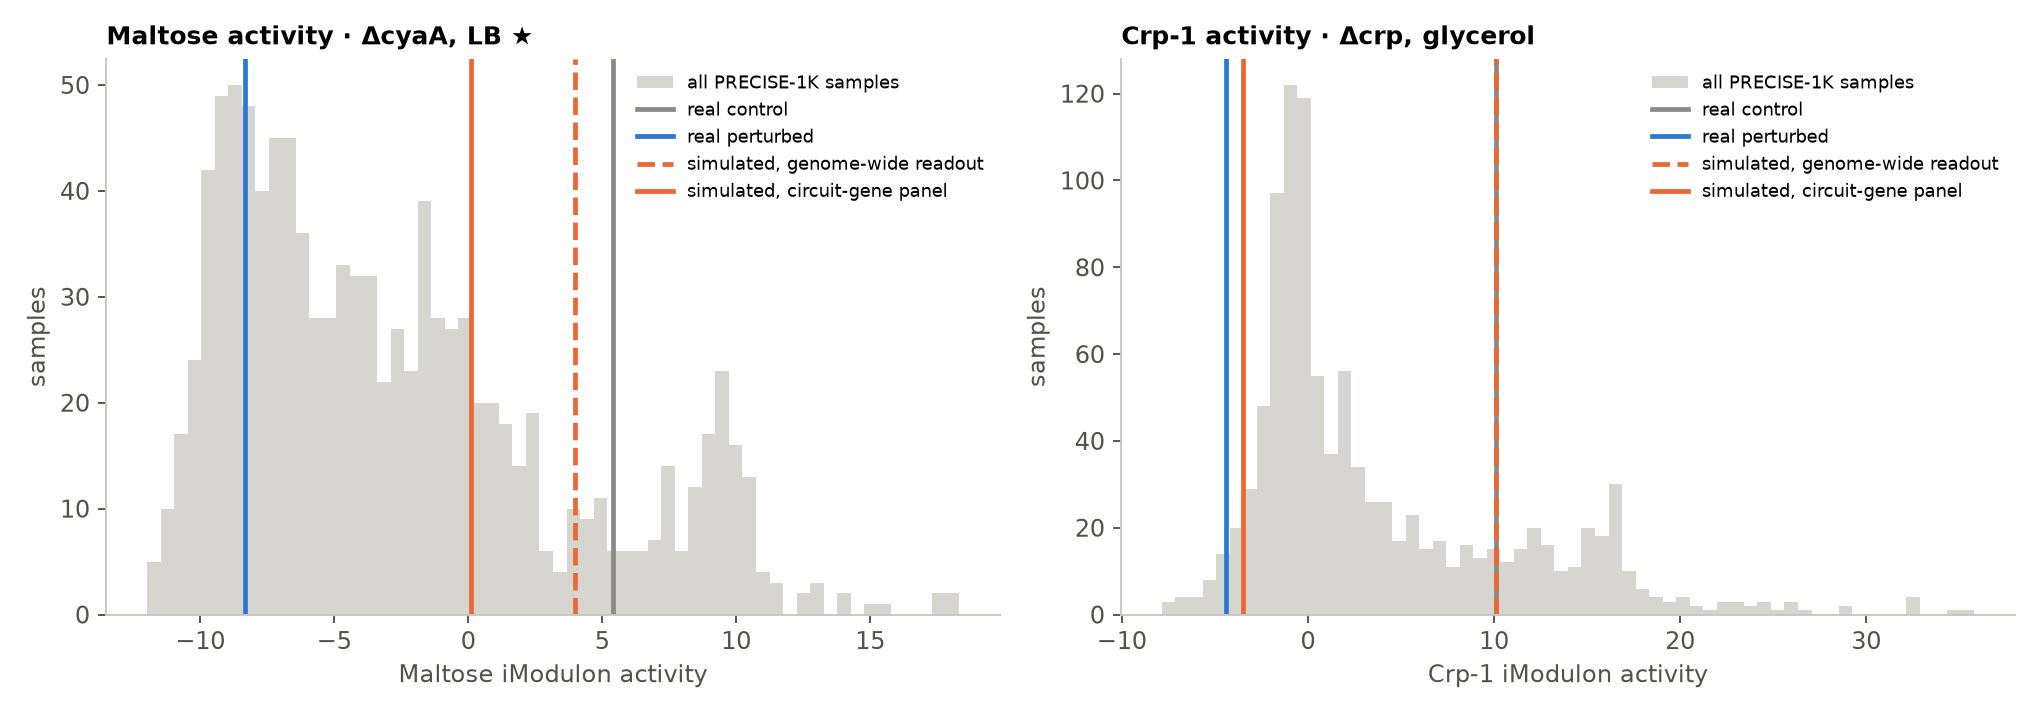 Maltose activity · ΔcyaA, LB ★
50
40
30
20
10
0
samples
all PRECISE-1K samples
real control
real perturbed
simulated, genome-wide readout
simulated, circuit-gene panel
−10
−5
0
5
10
15
Maltose iModulon activity
Crp-1 activity · Δcrp, glycerol
120
100
80
60
40
20
0
samples
all PRECISE-1K samples
real control
real perturbed
simulated, genome-wide readout
simulated, circuit-gene panel
−10
0
10
20
30
Crp-1 iModulon activity